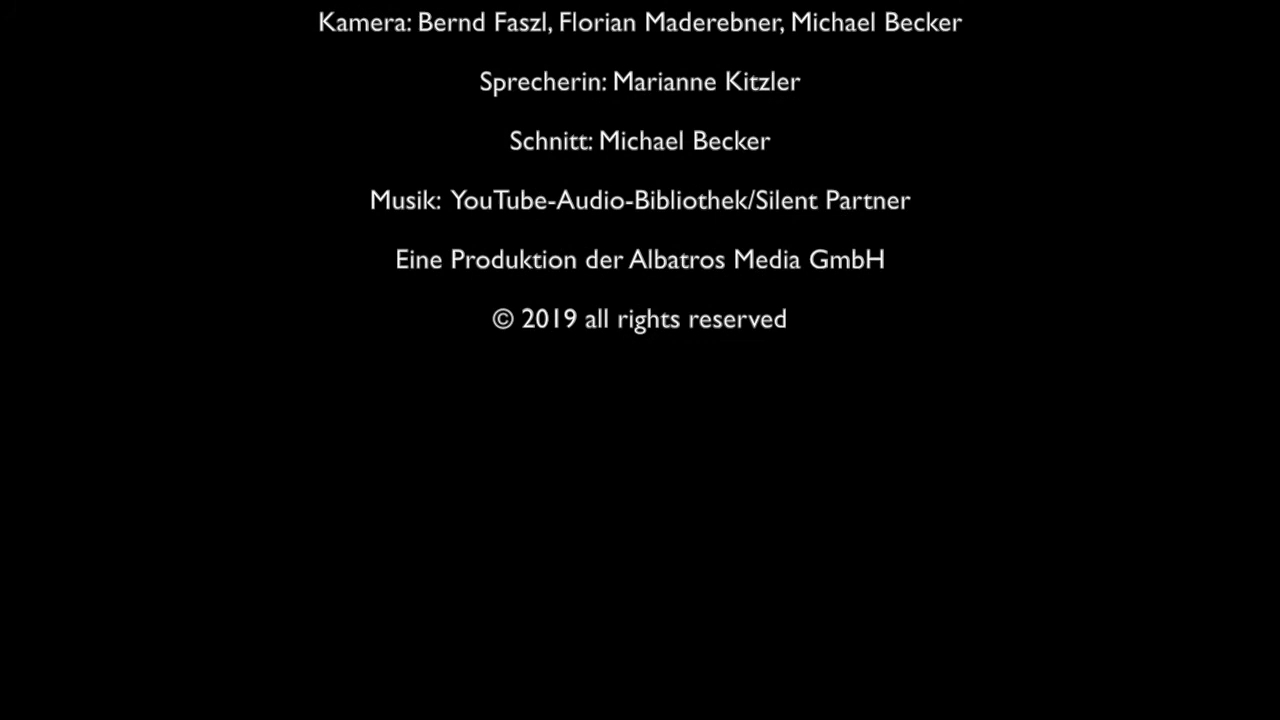 Kamera: Bernd Faszl, Florian Maderebner, Michael Becker
Sprecherin: Marianne Kitzler
Schnitt: Michael Becker
Musik: YouTube-Audio-Bibliothek/Silent Partner
Eine Produktion der Albatros Media GmbH
© 2019 all rights reserved